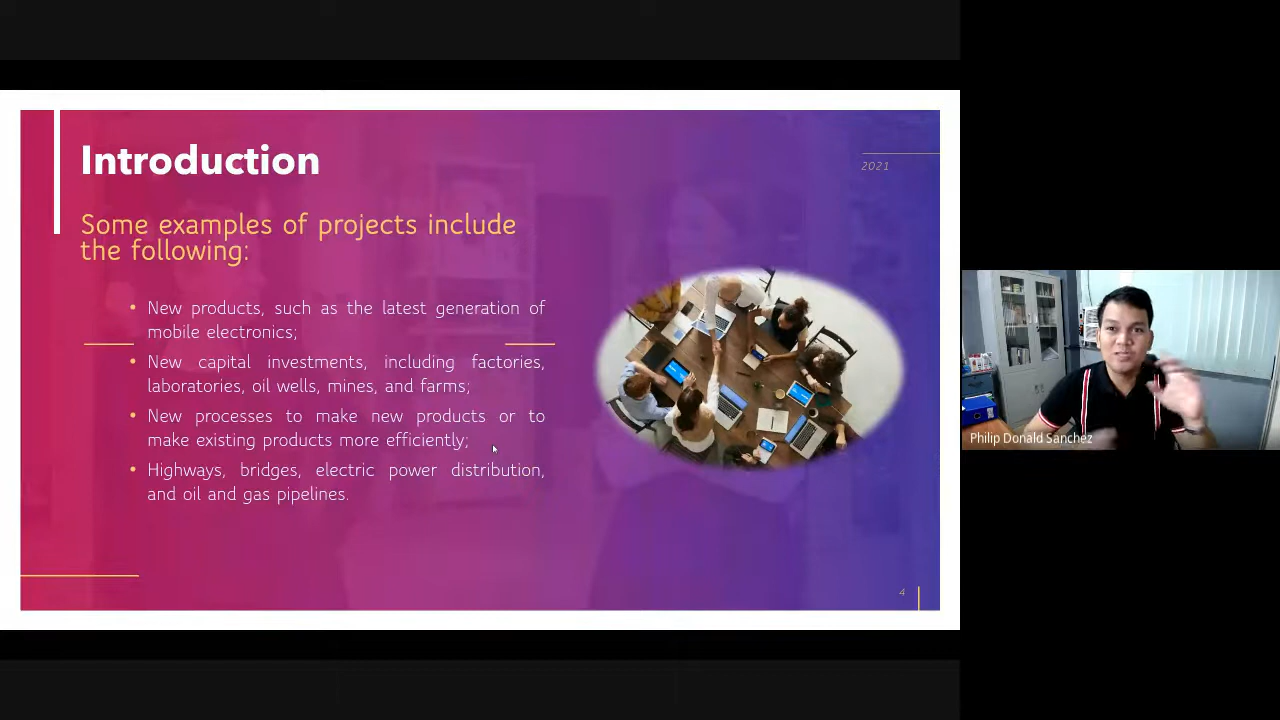 Introduction
2021
Some examples of projects include
the following:
• New products, such as the latest generation of
mobile electronics;
• New capital investments, including factories,
laboratories, oil wells, mines, and farms;
• New processes to make new products or to
make existing products more efficiently;
• Highways, bridges, electric power distribution,
and oil and gas pipelines.
4
Philip Donald Sanchez